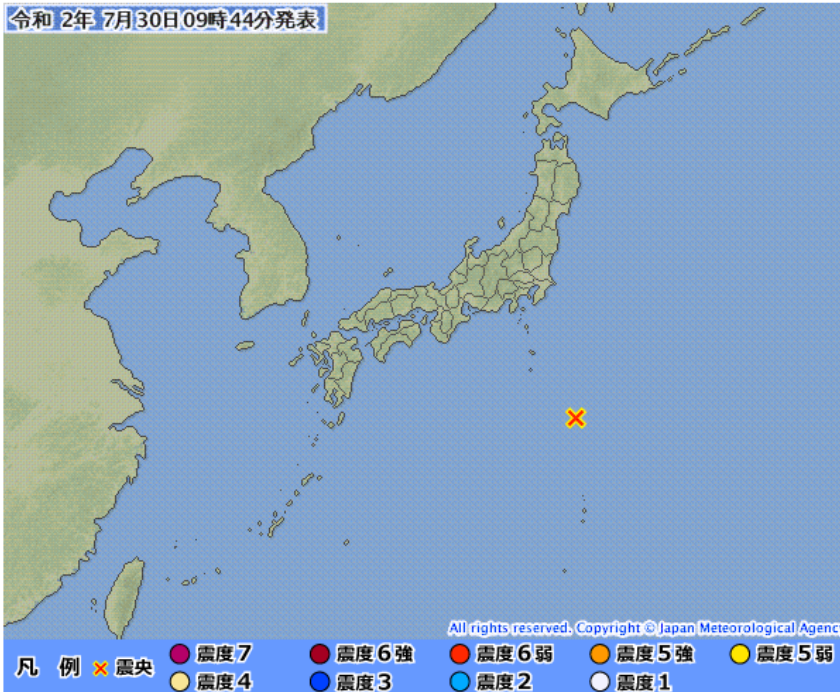 令和 2年 7月30日09時44分発表
All rights reserved. Copyright © Japan Meteorological Agency
凡 例 震央 震度7 震度6強 震度6弱 震度5強 震度5弱
震度4 震度3 震度2 震度1